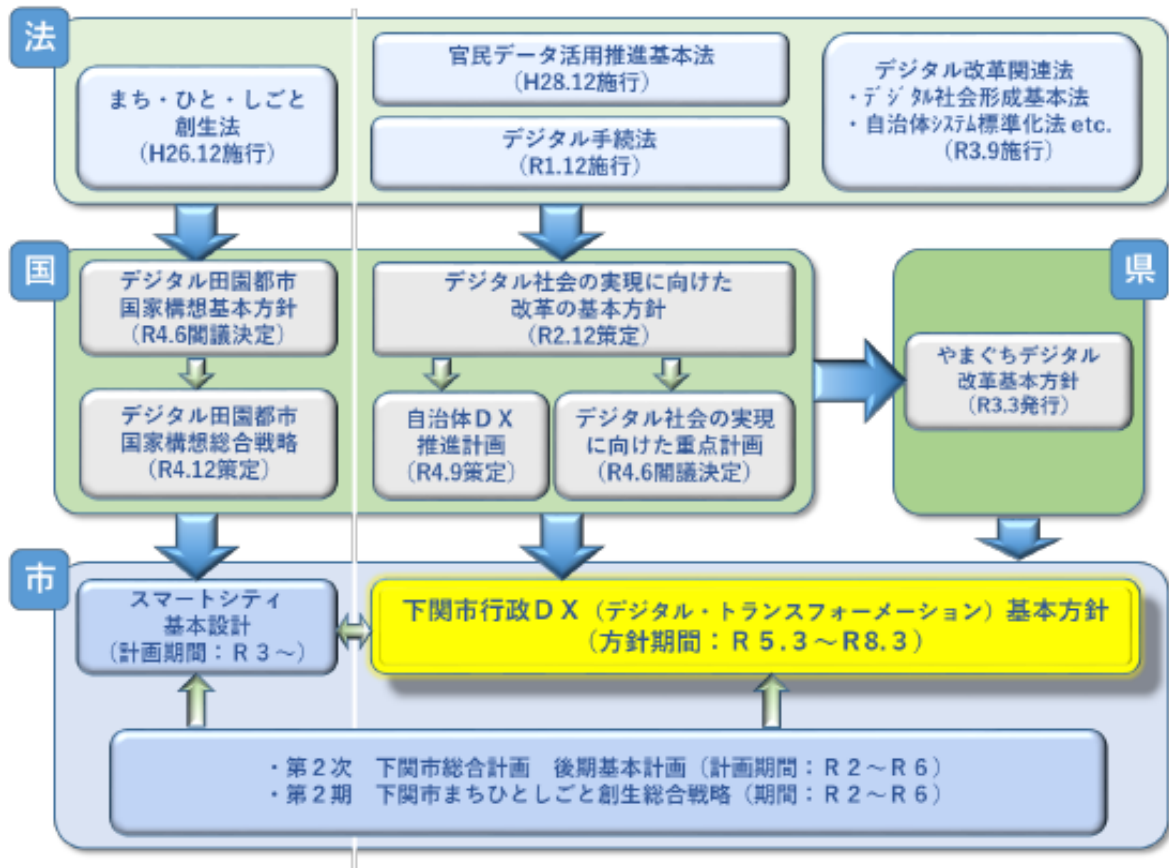 法
まち・ひと・しごと
創生法
(H26.12施行)
官民データ活用推進基本法
(H28.12施行)
デジタル手続法
(R1.12施行)
デジタル改革関連法
・デジタル社会形成基本法
・自治体システム標準化法 etc.
(R3.9施行)
国
デジタル田園都市
国家構想基本方針
(R4.6閣議決定)
デジタル田園都市
国家構想総合戦略
(R4.12策定)
デジタル社会の実現に向けた
改革の基本方針
(R2.12策定)
自治体DX
推進計画
(R4.9策定)
デジタル社会の実現
に向けた重点計画
(R4.6閣議決定)
県
やまぐちデジタル
改革基本方針
(R3.3発行)
市
スマートシティ
基本設計
(計画期間:R3~)
下関市行政DX(デジタル・トランスフォーメーション)基本方針
(方針期間:R5.3~R8.3)
・第2次 下関市総合計画 後期基本計画(計画期間:R2~R6)
・第2期 下関市まちひとしごと創生総合戦略(期間:R2~R6)